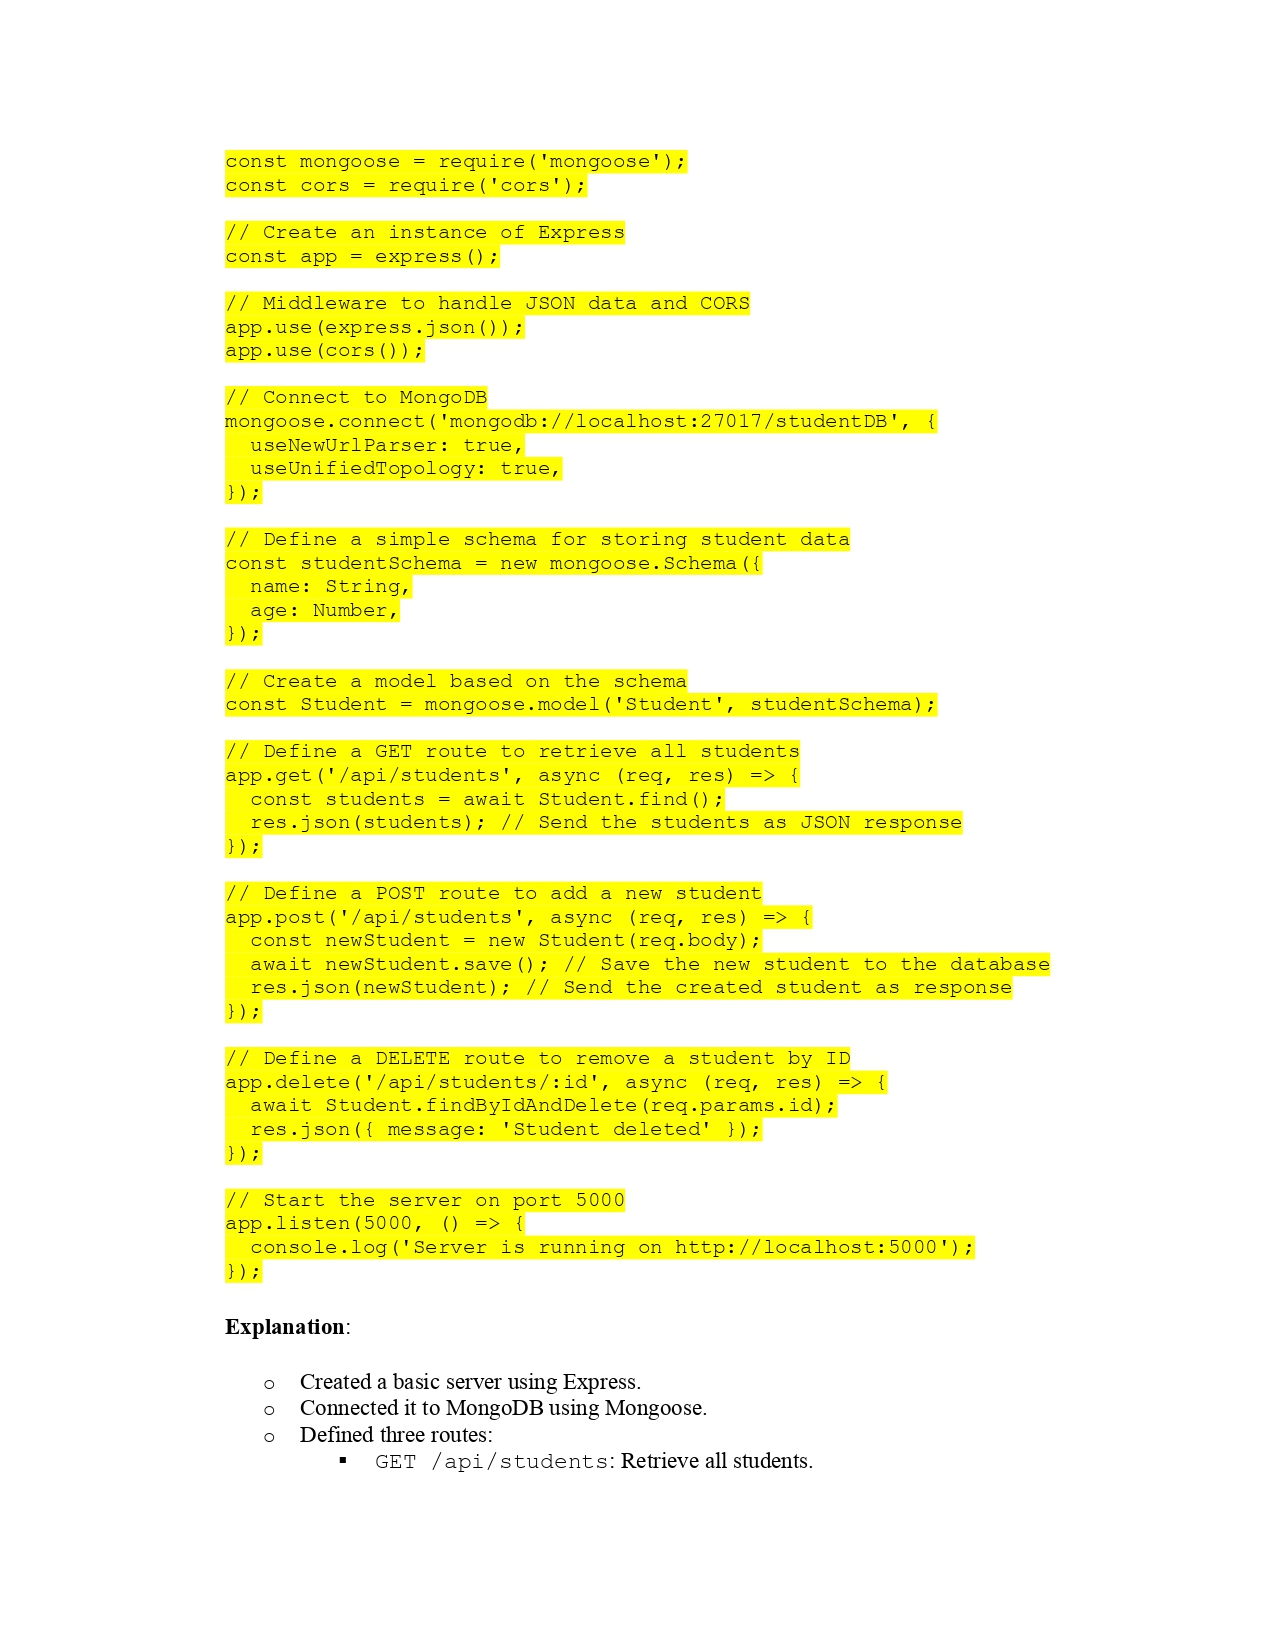 const mongoose = require('mongoose');
const cors = require('cors');
// Create an instance of Express
const app = express();
// Middleware to handle JSON data and CORS
app.use(express.json());
app.use(cors());
// Connect to MongoDB
mongoose.connect('mongodb://localhost:27017/studentDB', {
  useNewUrlParser: true,
  useUnifiedTopology: true,
});
// Define a simple schema for storing student data
const studentSchema = new mongoose.Schema({
  name: String,
  age: Number,
});
// Create a model based on the schema
const Student = mongoose.model('Student', studentSchema);
// Define a GET route to retrieve all students
app.get('/api/students', async (req, res) => {
  const students = await Student.find();
  res.json(students); // Send the students as JSON response
});
// Define a POST route to add a new student
app.post('/api/students', async (req, res) => {
  const newStudent = new Student(req.body);
  await newStudent.save(); // Save the new student to the database
  res.json(newStudent); // Send the created student as response
});
// Define a DELETE route to remove a student by ID
app.delete('/api/students/:id', async (req, res) => {
  await Student.findByIdAndDelete(req.params.id);
  res.json({ message: 'Student deleted' });
});
// Start the server on port 5000
app.listen(5000, () => {
  console.log('Server is running on http://localhost:5000');
});
Explanation:
o Created a basic server using Express.
o Connected it to MongoDB using Mongoose.
o Defined three routes:
▪ GET /api/students: Retrieve all students.